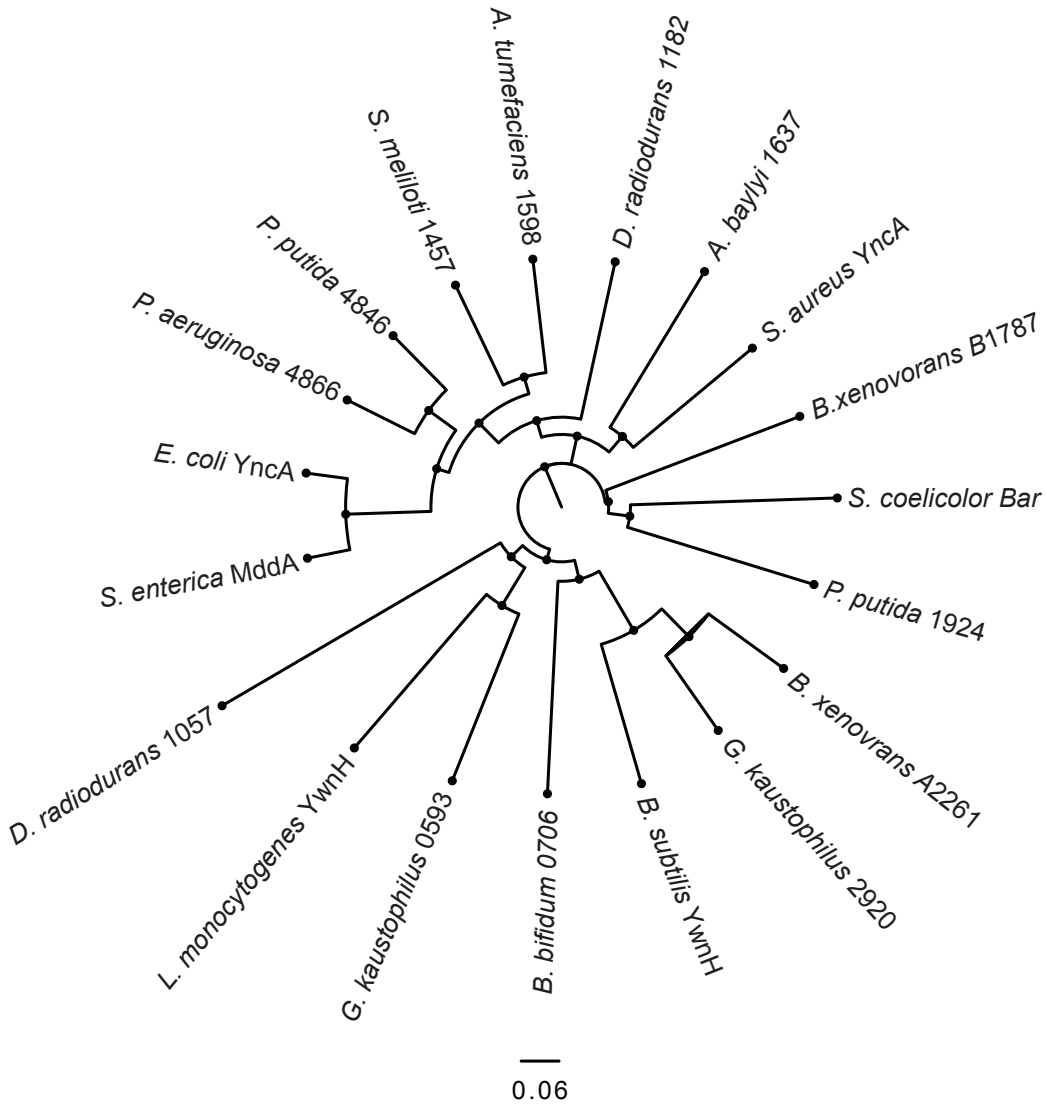 A. tumefaciens 1598
D. radiodurans 1182
A. baylyi 1637
S. aureus YncA
B.xenovorans B1787
S. coelicolor Bar
P. putida 1924
B. xenovrans A2261
G. kaustophilus 2920
B. subtilis YwnH
B. bifidum 0706
G. kaustophilus 0593
L. monocytogenes YwnH
D. radiodurans 1057
S. enterica MddA
E. coli YncA
P. aeruginosa 4866
P. putida 4846
S. meliloti 1457
0.06